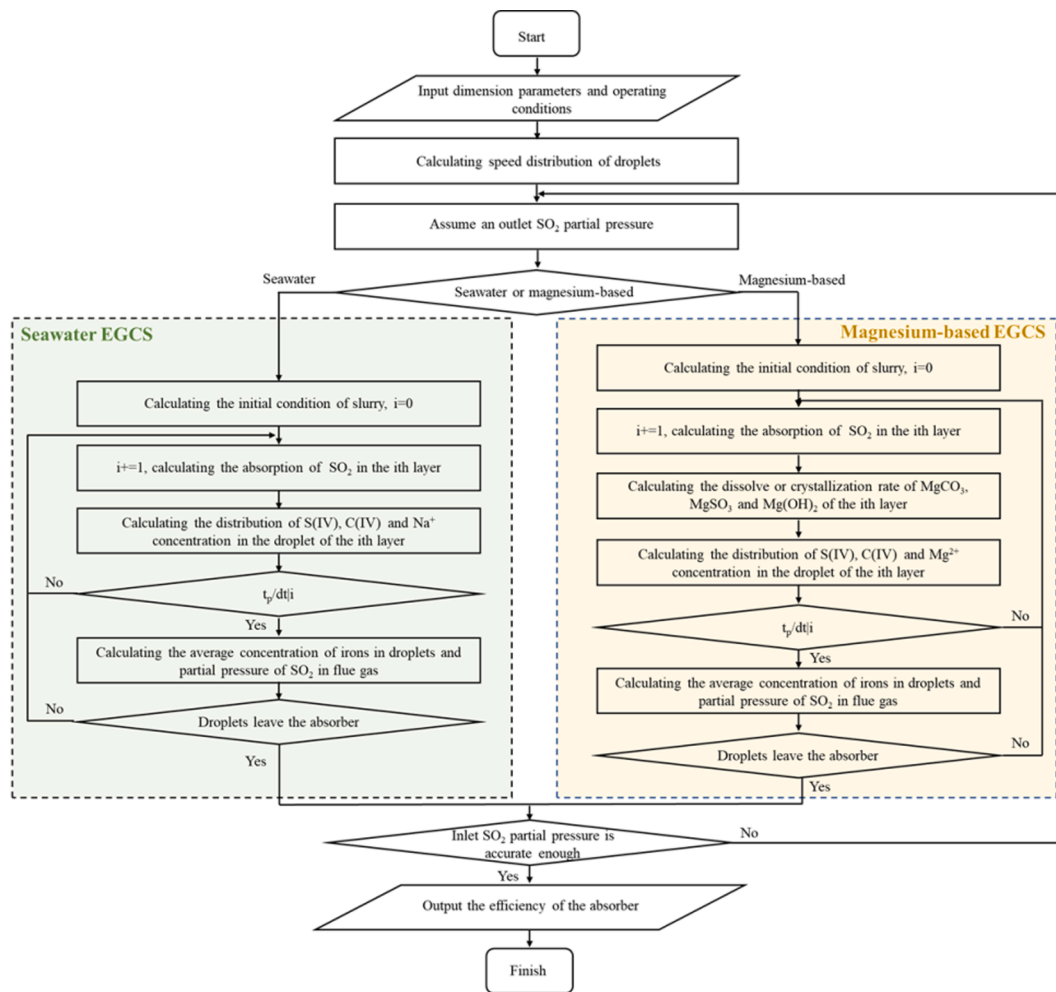 Start
Input dimension parameters and operating
conditions
Calculating speed distribution of droplets
Assume an outlet SO₂ partial pressure
Seawater
Magnesium-based
Seawater or magnesium-based
Seawater EGCS
Calculating the initial condition of slurry, i=0
i+=1, calculating the absorption of SO₂ in the ith layer
Calculating the distribution of S(IV), C(IV) and Na⁺
concentration in the droplet of the ith layer
No
tₚ/dt|i
Yes
Calculating the average concentration of irons in droplets and
partial pressure of SO₂ in flue gas
No
Droplets leave the absorber
Yes
Magnesium-based EGCS
Calculating the initial condition of slurry, i=0
i+=1, calculating the absorption of SO₂ in the ith layer
Calculating the dissolve or crystallization rate of MgCO₃,
MgSO₃ and Mg(OH)₂ of the ith layer
Calculating the distribution of S(IV), C(IV) and Mg²⁺
concentration in the droplet of the ith layer
tₚ/dt|i
No
Yes
Calculating the average concentration of irons in droplets and
partial pressure of SO₂ in flue gas
Droplets leave the absorber
No
Yes
Inlet SO₂ partial pressure is
accurate enough
No
Yes
Output the efficiency of the absorber
Finish